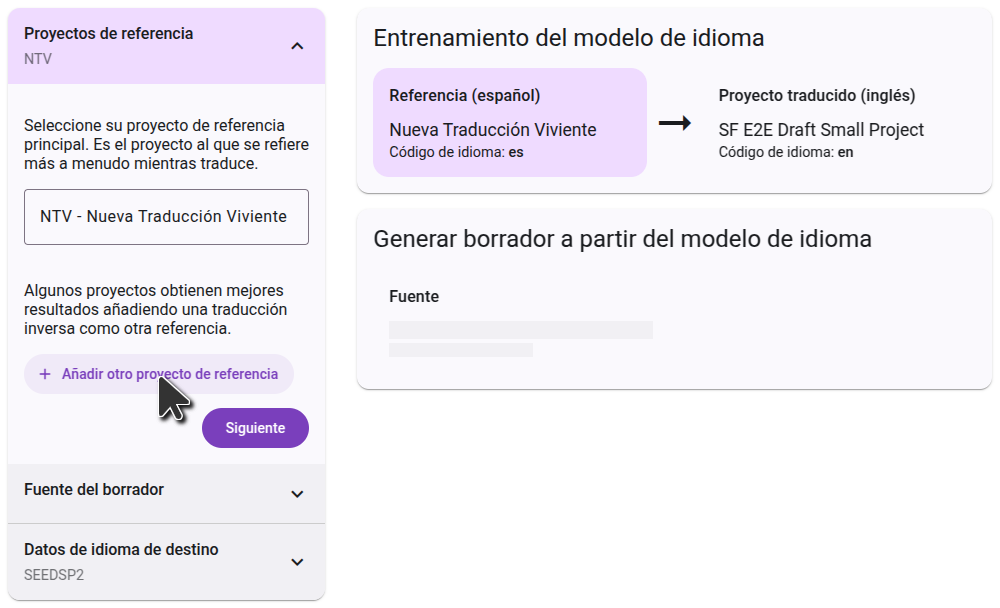 Proyectos de referencia
NTV
Seleccione su proyecto de referencia
principal. Es el proyecto al que se refiere
más a menudo mientras traduce.
NTV - Nueva Traducción Viviente
Algunos proyectos obtienen mejores
resultados añadiendo una traducción
inversa como otra referencia.
+ Añadir otro proyecto de referencia
Siguiente
Fuente del borrador
Datos de idioma de destino
SEEDSP2
Entrenamiento del modelo de idioma
Referencia (español)
Nueva Traducción Viviente
Código de idioma: es
Proyecto traducido (inglés)
SF E2E Draft Small Project
Código de idioma: en
Generar borrador a partir del modelo de idioma
Fuente